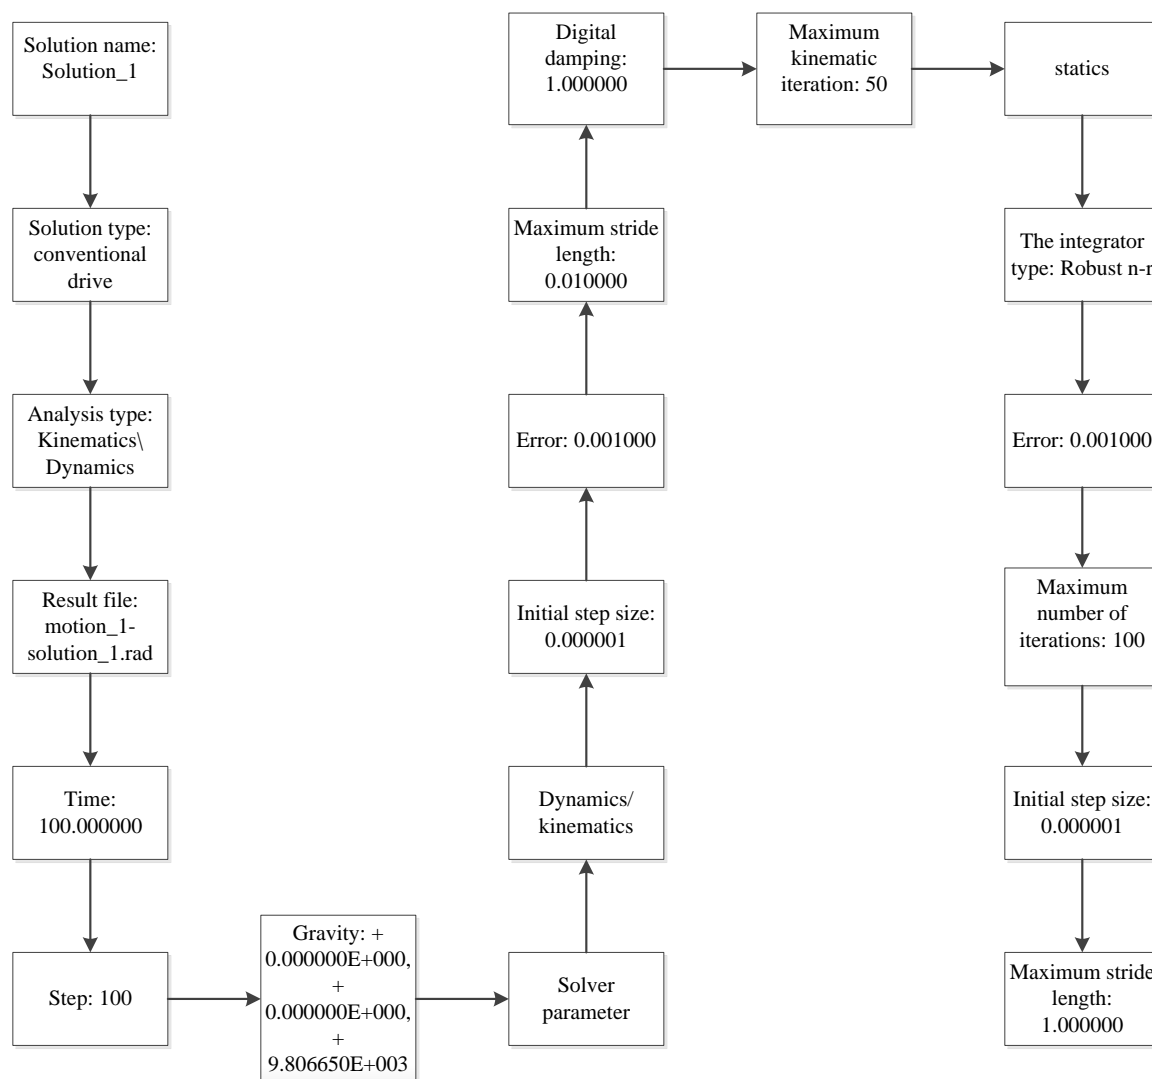 Solution name:
Solution_1
Solution type:
conventional
drive
Analysis type:
Kinematics\
Dynamics
Result file:
motion_1-
solution_1.rad
Time:
100.000000
Step: 100
Gravity: +
0.000000E+000,
+
0.000000E+000,
+
9.806650E+003
Solver
parameter
Dynamics/
kinematics
Initial step size:
0.000001
Error: 0.001000
Maximum stride
length:
0.010000
Digital
damping:
1.000000
Maximum
kinematic
iteration: 50
statics
The integrator
type: Robust n-r
Error: 0.001000
Maximum
number of
iterations: 100
Initial step size:
0.000001
Maximum stride
length:
1.000000